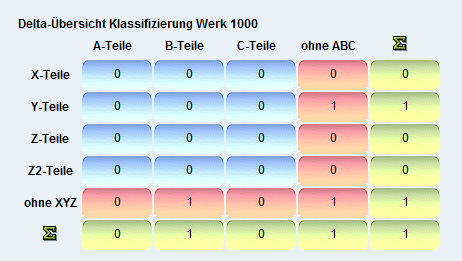 Delta-Übersicht Klassifizierung Werk 1000
A-Teile B-Teile C-Teile ohne ABC Σ
X-Teile 0 0 0 0 0
Y-Teile 0 0 0 1 1
Z-Teile 0 0 0 0 0
Z2-Teile 0 0 0 0 0
ohne XYZ 0 1 0 1 1
Σ 0 1 0 1 1